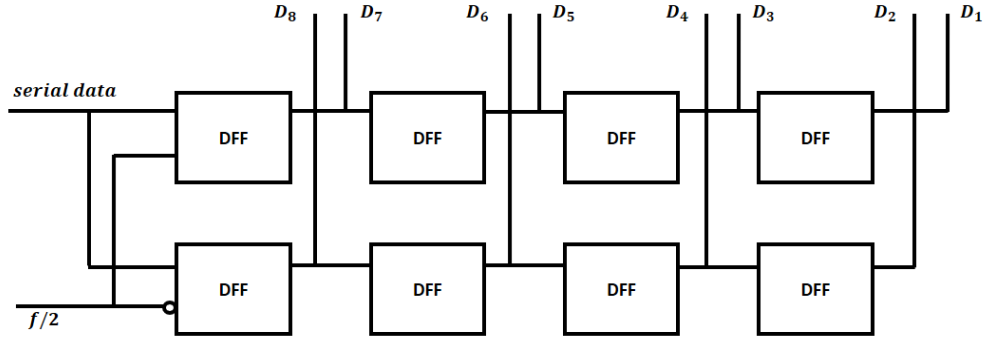 D₈ D₇ D₆ D₅ D₄ D₃ D₂ D₁
serial data
DFF DFF DFF DFF
DFF DFF DFF DFF
f/2